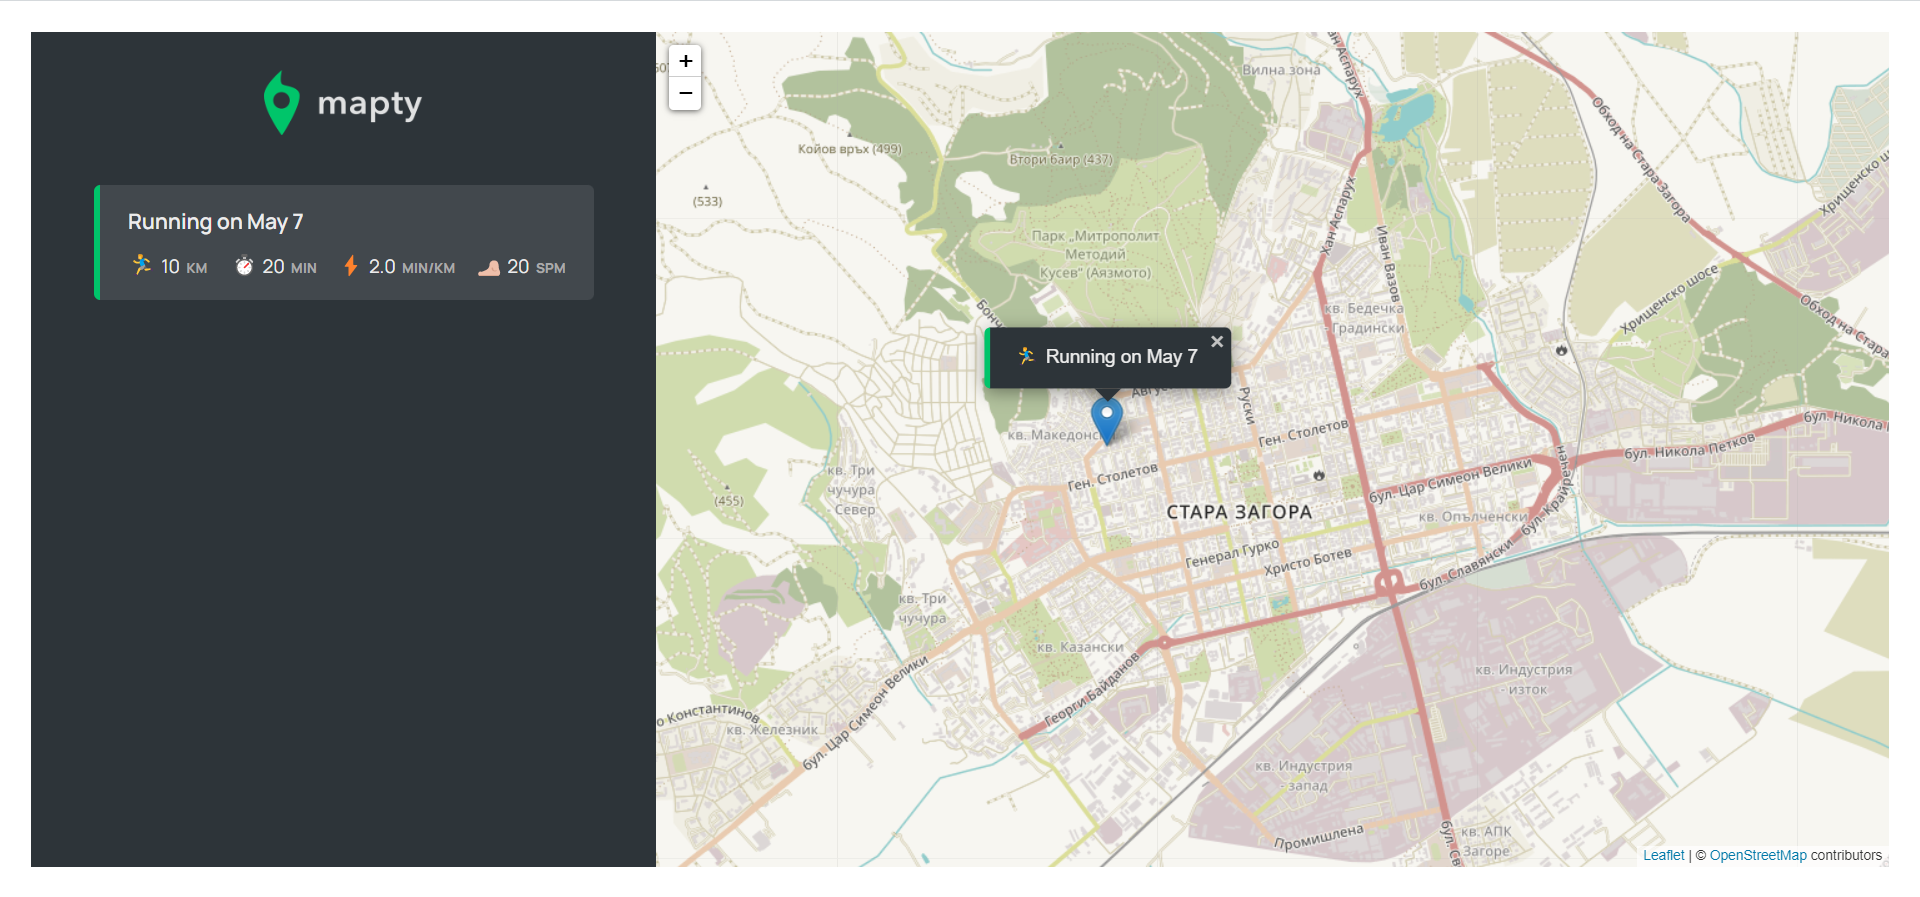 mapty
Running on May 7
10 KM
20 MIN
2.0 MIN/KM
20 SPM
+
−
Вилна зона
Койов връх (499)
Втори баир (437)
(533)
Парк „Митрополит
Методий
Кусев" (Аязмото)
Хан Аспарух
Иван Вазов
Обход на Стара Загора
Хрищенско шосе
Обход на Стара
кв. Бедечка
- Градински
Running on May 7
×
Руски
кв. Македонс
Ген. Столетов
Ген. Столетов
бул. Никола Петков
бул. Никола
кв. Три
чучура
- Север
(455)
бул. Цар Симеон Велики
СТАРА ЗАГОРА
кв. Опълченски
Генерал Гурко
Христо Ботев
бул. Славянски
кв. Три
чучура
кв. Казански
Георги Байданов
бул. Цар Симеон Велики
о Константинов
кв. Железник
кв. Индустрия
- изток
кв. Индустрия
- запад
Промишлена
кв. АПК
Загоре
Leaflet | © OpenStreetMap contributors